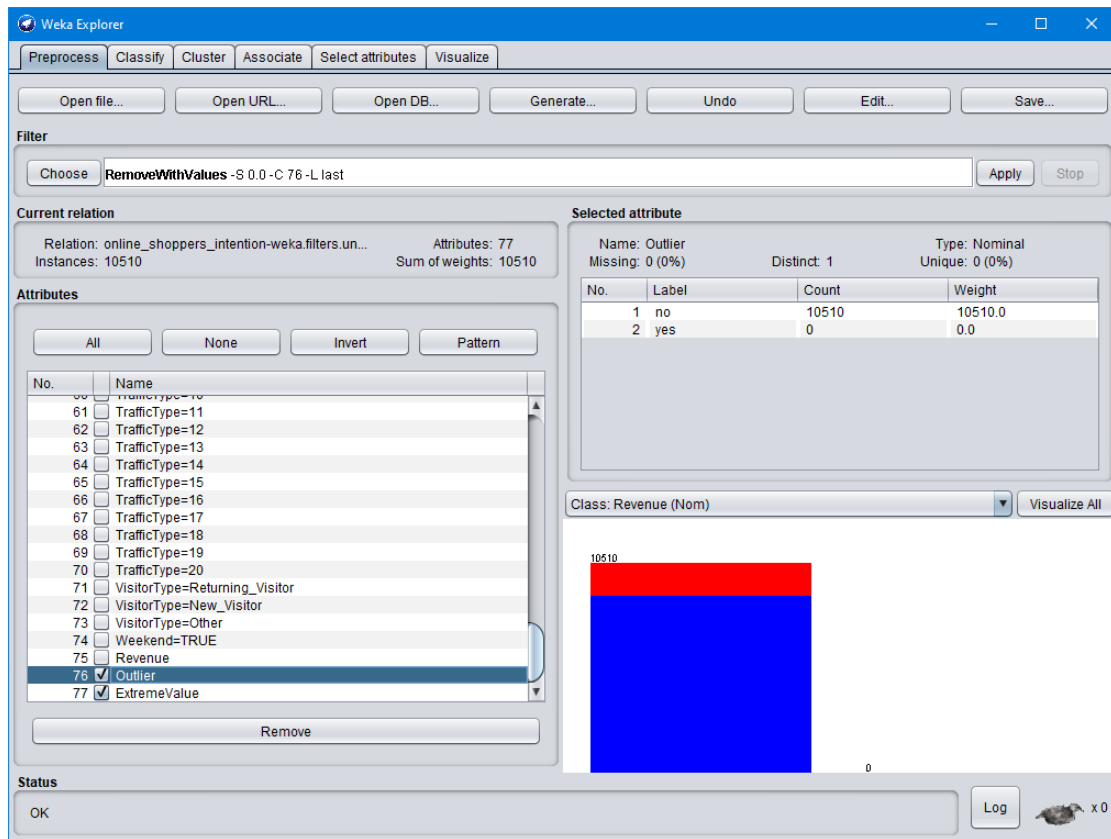 Weka Explorer
Preprocess Classify Cluster Associate Select attributes Visualize
Open file... Open URL... Open DB... Generate... Undo Edit... Save...
Filter
Choose RemoveWithValues -S 0.0 -C 76 -L last Apply Stop
Current relation
Relation: online_shoppers_intention-weka.filters.un... Attributes: 77
Instances: 10510 Sum of weights: 10510
Attributes
All None Invert Pattern
No. Name
61 TrafficType=11
62 TrafficType=12
63 TrafficType=13
64 TrafficType=14
65 TrafficType=15
66 TrafficType=16
67 TrafficType=17
68 TrafficType=18
69 TrafficType=19
70 TrafficType=20
71 VisitorType=Returning_Visitor
72 VisitorType=New_Visitor
73 VisitorType=Other
74 Weekend=TRUE
75 Revenue
76 Outlier
77 ExtremeValue
Remove
Selected attribute
Name: Outlier Type: Nominal
Missing: 0 (0%) Distinct: 1 Unique: 0 (0%)
No. Label Count Weight
1 no 10510 10510.0
2 yes 0 0.0
Class: Revenue (Nom) Visualize All
10510
0
Status
OK
Log x 0